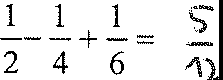 1/2 - 1/4 + 1/6 = 5/12